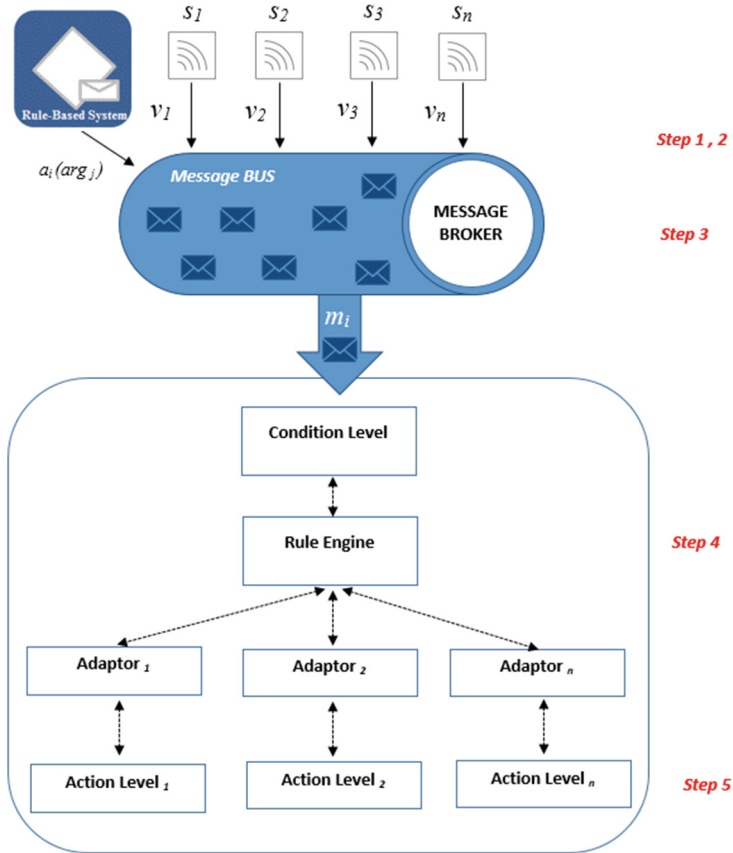 s1 s2 s3 sn
Rule-Based System
v1 v2 v3 vn
Step 1 , 2
ai(arg j)
Message BUS
MESSAGE
BROKER
Step 3
mi
Condition Level
Rule Engine
Step 4
Adaptor 1 Adaptor 2 Adaptor n
Action Level 1 Action Level 2 Action Level n
Step 5